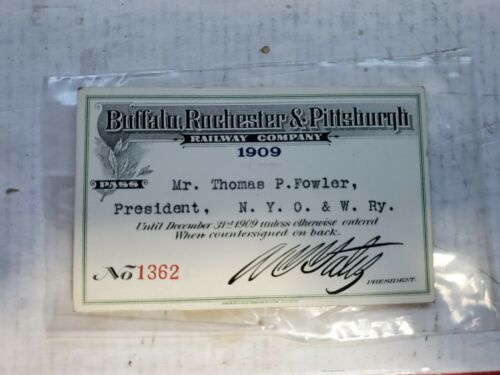 Buffalo, Rochester & Pittsburgh
RAILWAY COMPANY
1909
PASS
Mr. Thomas P.Fowler,
President, N. Y. O. & W. Ry.
Until December 31st 1909 unless otherwise ordered
When countersigned on back.
No 1362
PRESIDENT.